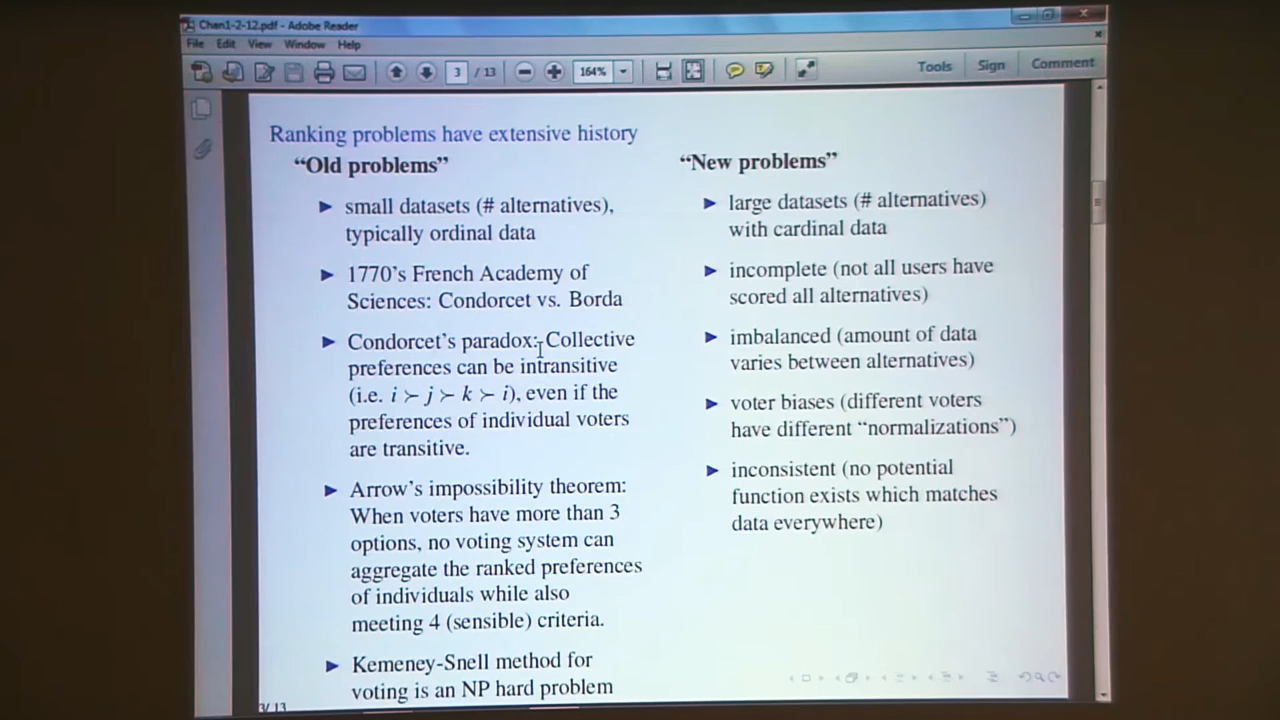 Chen1-2-12.pdf - Adobe Reader
File Edit View Window Help
3 / 13 164% Tools Sign Comment
Ranking problems have extensive history
“Old problems”
► small datasets (# alternatives),
typically ordinal data
► 1770's French Academy of
Sciences: Condorcet vs. Borda
► Condorcet's paradox: Collective
preferences can be intransitive
(i.e. i ≻ j ≻ k ≻ i), even if the
preferences of individual voters
are transitive.
► Arrow's impossibility theorem:
When voters have more than 3
options, no voting system can
aggregate the ranked preferences
of individuals while also
meeting 4 (sensible) criteria.
► Kemeney-Snell method for
voting is an NP hard problem
“New problems”
► large datasets (# alternatives)
with cardinal data
► incomplete (not all users have
scored all alternatives)
► imbalanced (amount of data
varies between alternatives)
► voter biases (different voters
have different “normalizations”)
► inconsistent (no potential
function exists which matches
data everywhere)
3/ 13